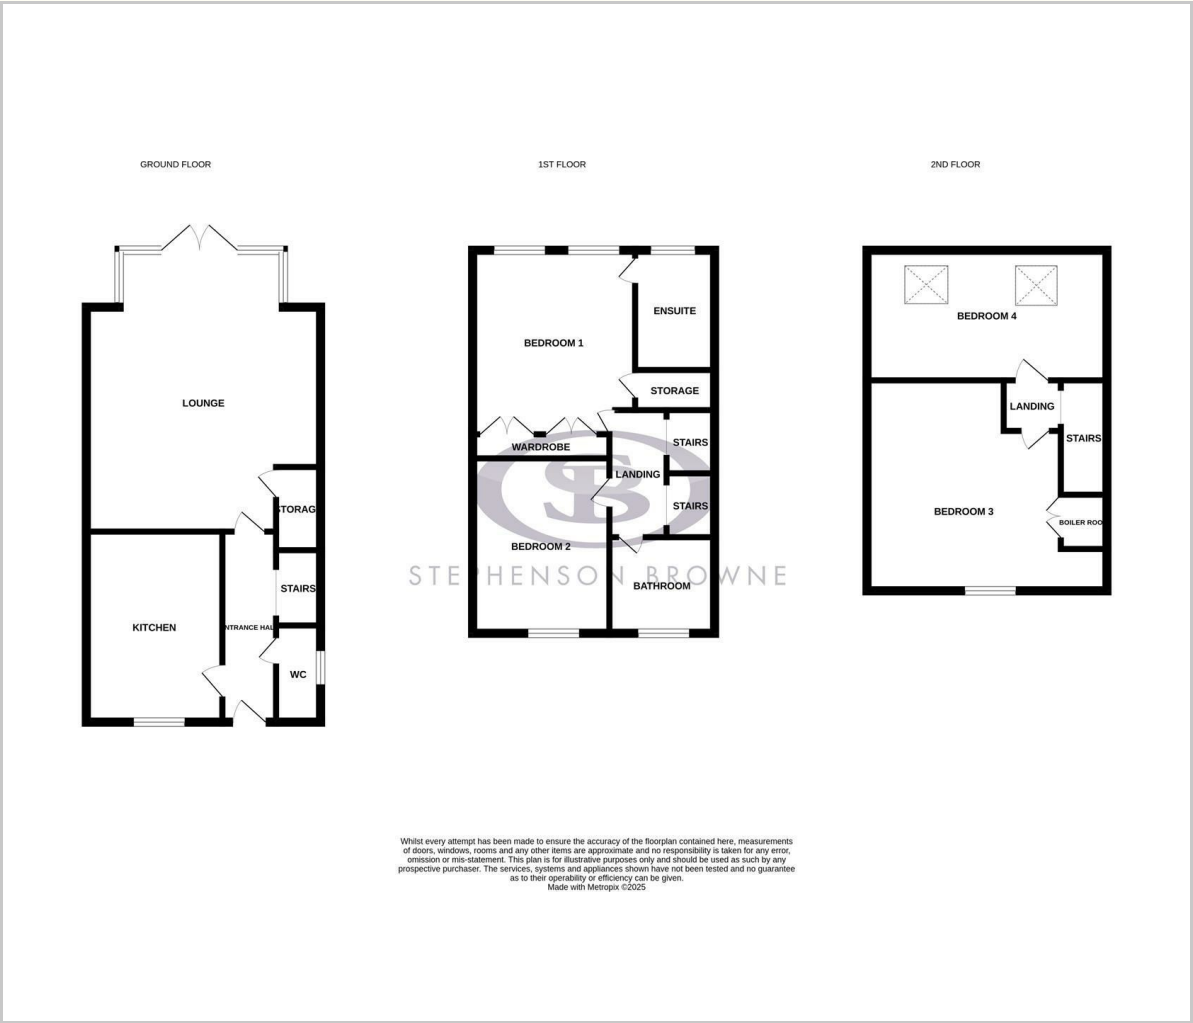 GROUND FLOOR
1ST FLOOR
2ND FLOOR
LOUNGE
STORAG
STAIRS
KITCHEN
NTRANCE HAL
WC
BEDROOM 1
ENSUITE
STORAGE
WARDROBE
STAIRS
LANDING
STAIRS
BEDROOM 2
BATHROOM
SB
STEPHENSON BROWNE
BEDROOM 4
LANDING
STAIRS
BEDROOM 3
BOILER ROO
Whilst every attempt has been made to ensure the accuracy of the floorplan contained here, measurements
of doors, windows, rooms and any other items are approximate and no responsibility is taken for any error,
omission or mis-statement. This plan is for illustrative purposes only and should be used as such by any
prospective purchaser. The services, systems and appliances shown have not been tested and no guarantee
as to their operability or efficiency can be given.
Made with Metropix ©2025